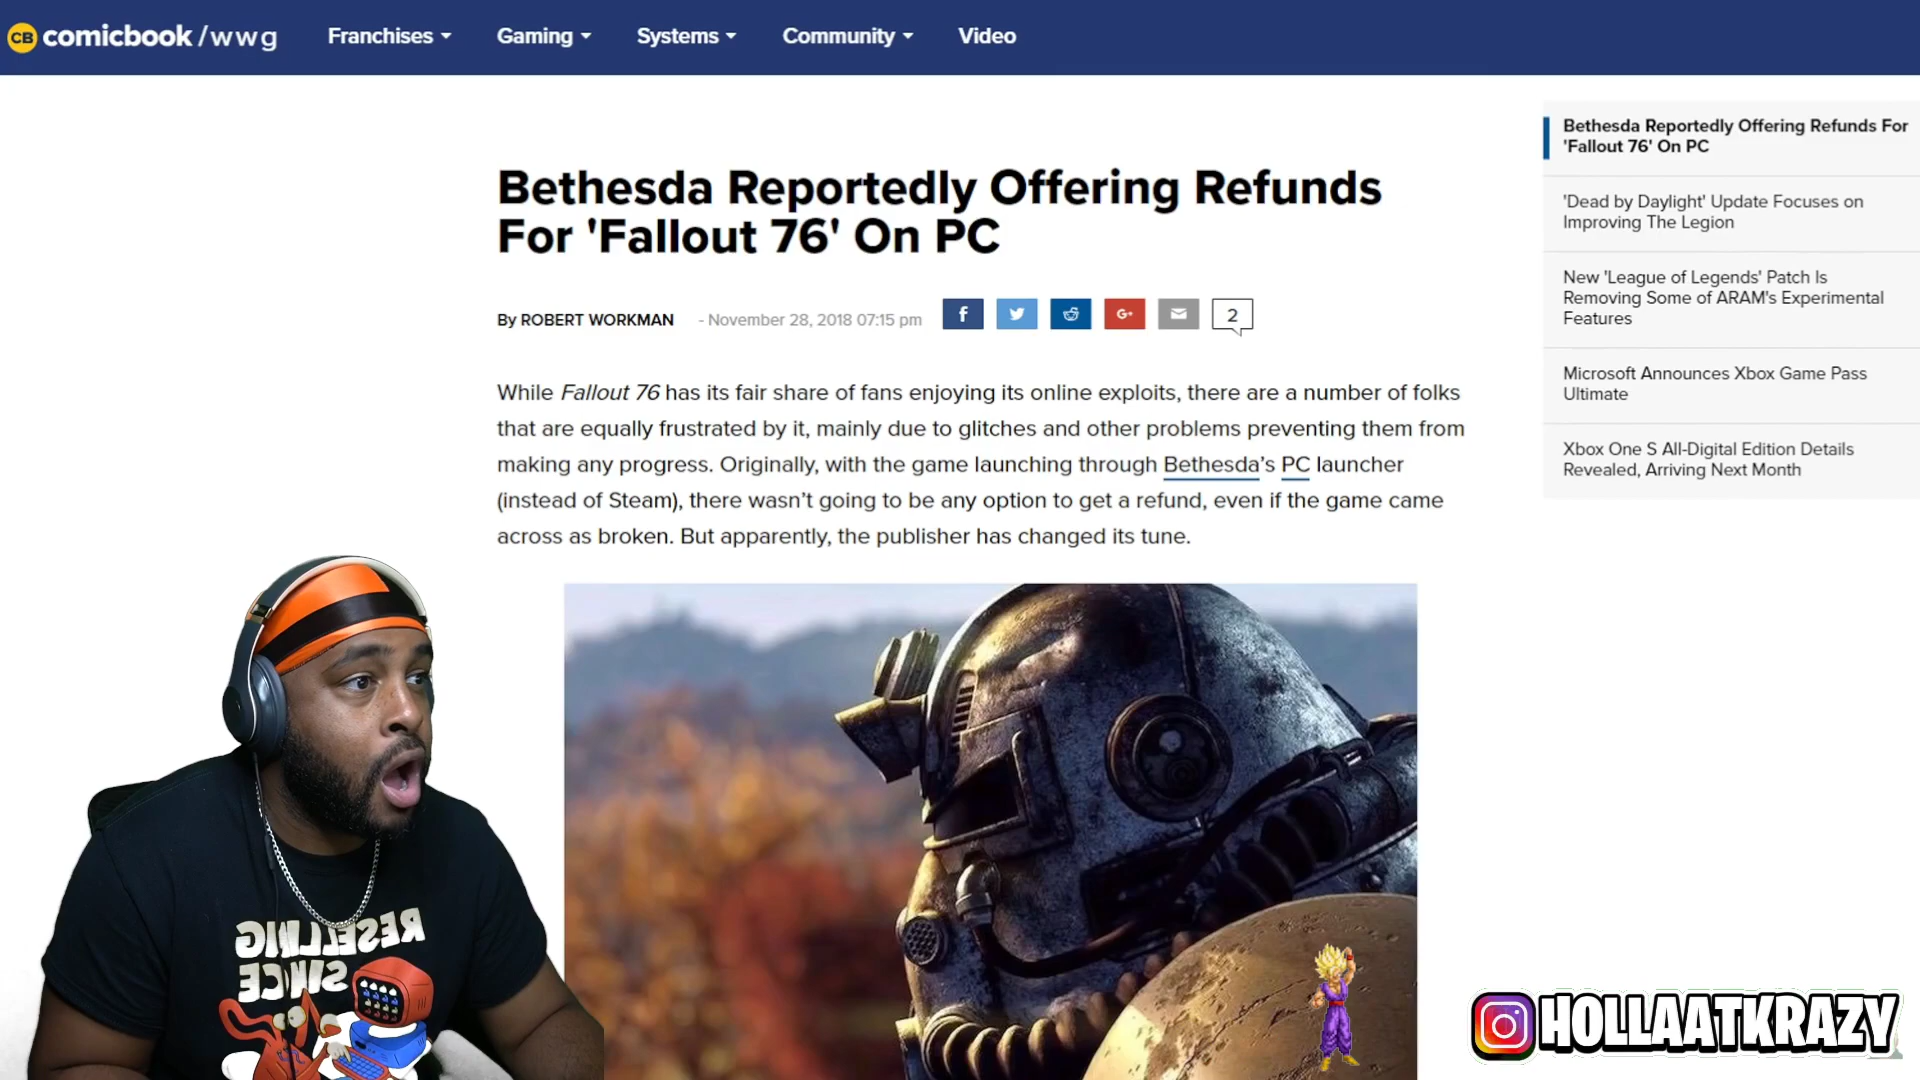 CB comicbook /wwg
Franchises Gaming Systems Community Video
Bethesda Reportedly Offering Refunds
For 'Fallout 76' On PC
By ROBERT WORKMAN - November 28, 2018 07:15 pm
f G+ 2
While Fallout 76 has its fair share of fans enjoying its online exploits, there are a number of folks
that are equally frustrated by it, mainly due to glitches and other problems preventing them from
making any progress. Originally, with the game launching through Bethesda's PC launcher
(instead of Steam), there wasn't going to be any option to get a refund, even if the game came
across as broken. But apparently, the publisher has changed its tune.
Bethesda Reportedly Offering Refunds For
'Fallout 76' On PC
'Dead by Daylight' Update Focuses on
Improving The Legion
New 'League of Legends' Patch Is
Removing Some of ARAM's Experimental
Features
Microsoft Announces Xbox Game Pass
Ultimate
Xbox One S All-Digital Edition Details
Revealed, Arriving Next Month
RESELLING
SINCE
HOLLAATKRAZY